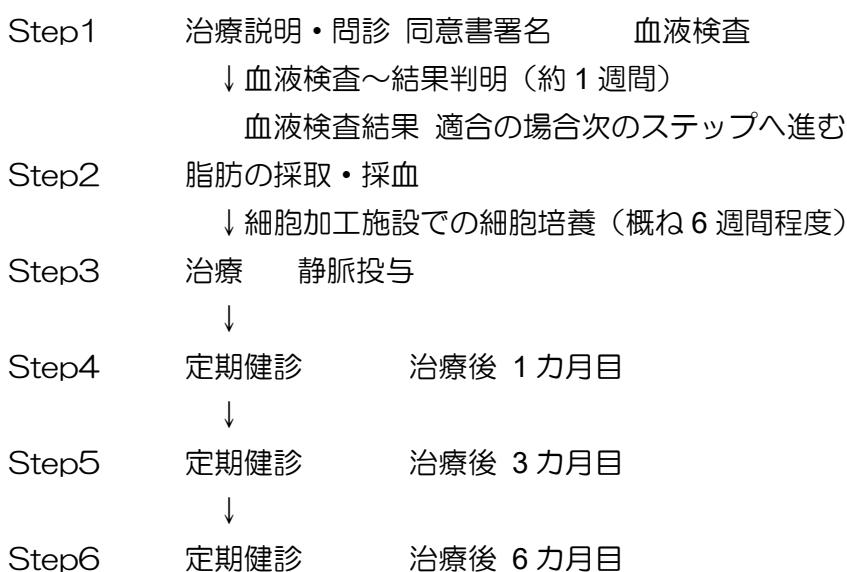 Step1 治療説明・問診 同意書署名 血液検査
↓血液検査～結果判明（約1週間）
血液検査結果 適合の場合次のステップへ進む
Step2 脂肪の採取・採血
↓細胞加工施設での細胞培養（概ね6週間程度）
Step3 治療 静脈投与
↓
Step4 定期健診 治療後 1カ月目
↓
Step5 定期健診 治療後 3カ月目
↓
Step6 定期健診 治療後 6カ月目